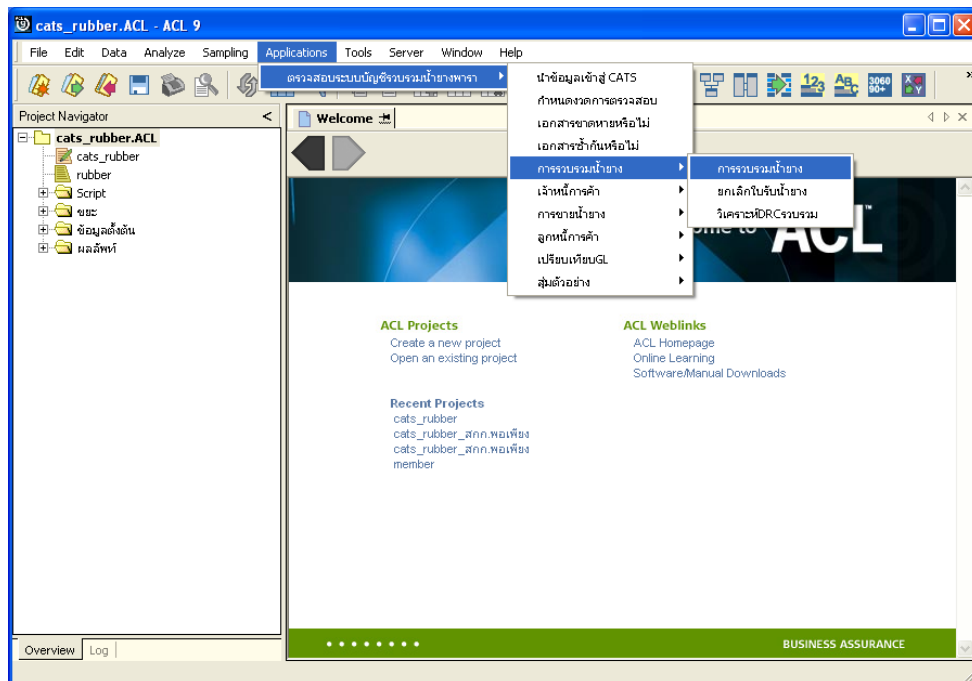 cats_rubber.ACL - ACL 9
File Edit Data Analyze Sampling Applications Tools Server Window Help
ตรวจสอบระบบบัญชีรวบรวมน้ำยางพารา
นำข้อมูลเข้าสู่ CATS
กำหนดงวดการตรวจสอบ
เอกสารขาดหายหรือไม่
เอกสารซ้ำกันหรือไม่
การรวบรวมน้ำยาง
เจ้าหนี้การค้า
การขายน้ำยาง
ลูกหนี้การค้า
เปรียบเทียบGL
สุ่มตัวอย่าง
การรวบรวมน้ำยาง
ยกเลิกใบรับน้ำยาง
วิเคราะห์DRCรวบรวม
Project Navigator <
cats_rubber.ACL
cats_rubber
rubber
Script
ขยะ
ข้อมูลตั้งต้น
ผลลัพท์
Welcome
to
ACL™
ACL Projects
Create a new project
Open an existing project
Recent Projects
cats_rubber
cats_rubber_สกก.พอเพียง
cats_rubber_สกก.พอเพียง
member
ACL Weblinks
ACL Homepage
Online Learning
Software/Manual Downloads
BUSINESS ASSURANCE
Overview Log